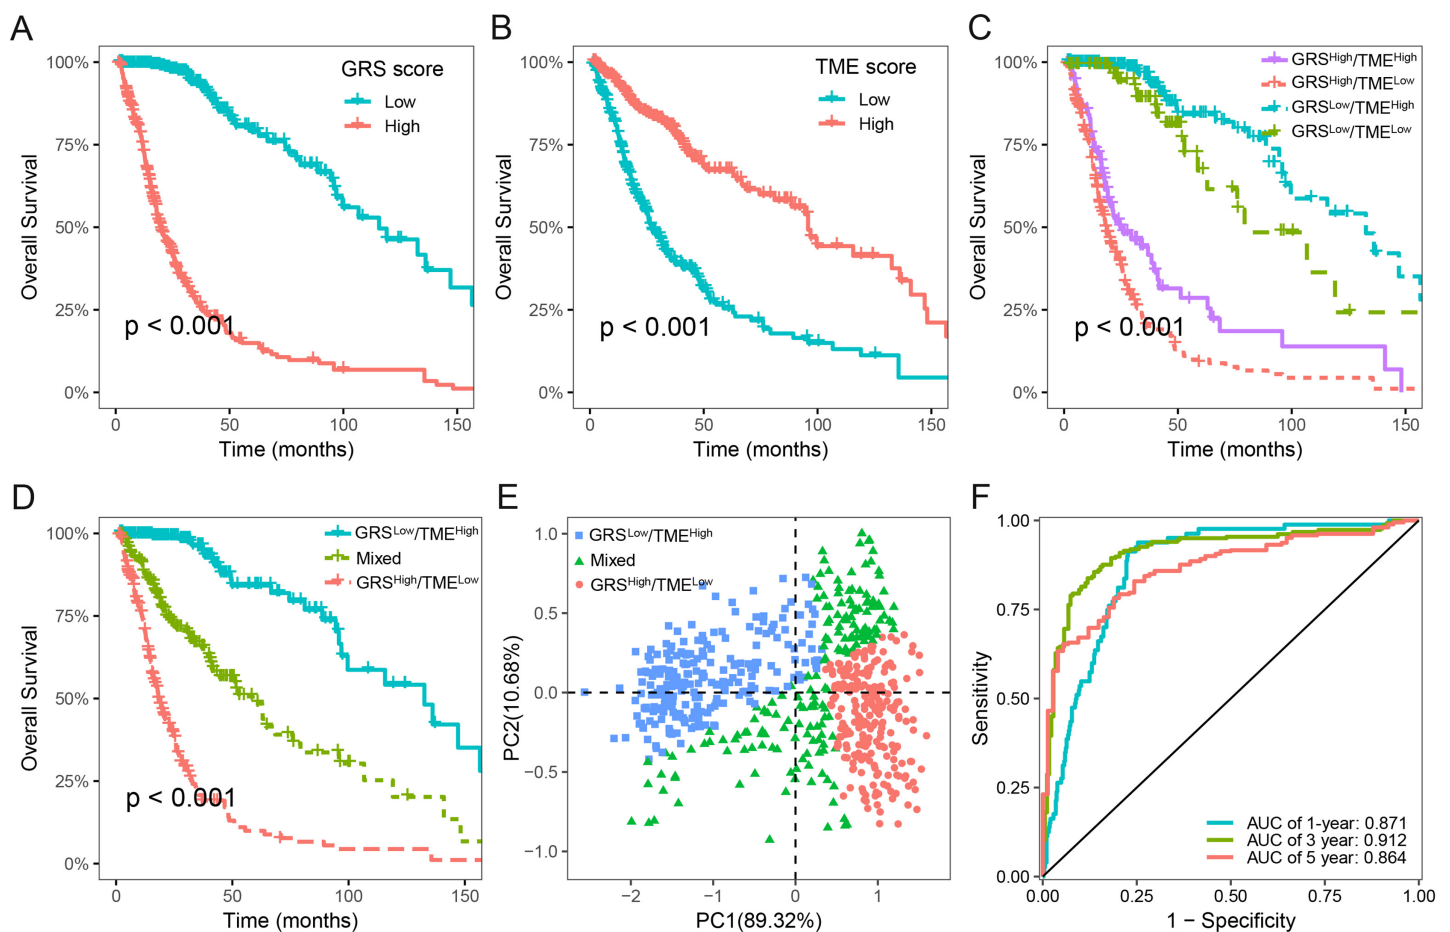 A
GRS score
Low
High
100%
75%
50%
25%
0%
p < 0.001
Overall Survival
0 50 100 150
Time (months)
B
TME score
Low
High
100%
75%
50%
25%
0%
p < 0.001
Overall Survival
0 50 100 150
Time (months)
C
GRSHigh/TMEHigh
GRSHigh/TMELow
GRSLow/TMEHigh
GRSLow/TMELow
100%
75%
50%
25%
0%
p < 0.001
Overall Survival
0 50 100 150
Time (months)
D
GRSLow/TMEHigh
Mixed
GRSHigh/TMELow
100%
75%
50%
25%
0%
p < 0.001
Overall Survival
0 50 100 150
Time (months)
E
GRSLow/TMEHigh
Mixed
GRSHigh/TMELow
1.0
0.5
0.0
−0.5
−1.0
PC2(10.68%)
−2 −1 0 1
PC1(89.32%)
F
1.00
0.75
0.50
0.25
0.00
Sensitivity
AUC of 1-year: 0.871
AUC of 3 year: 0.912
AUC of 5 year: 0.864
0.00 0.25 0.50 0.75 1.00
1 − Specificity